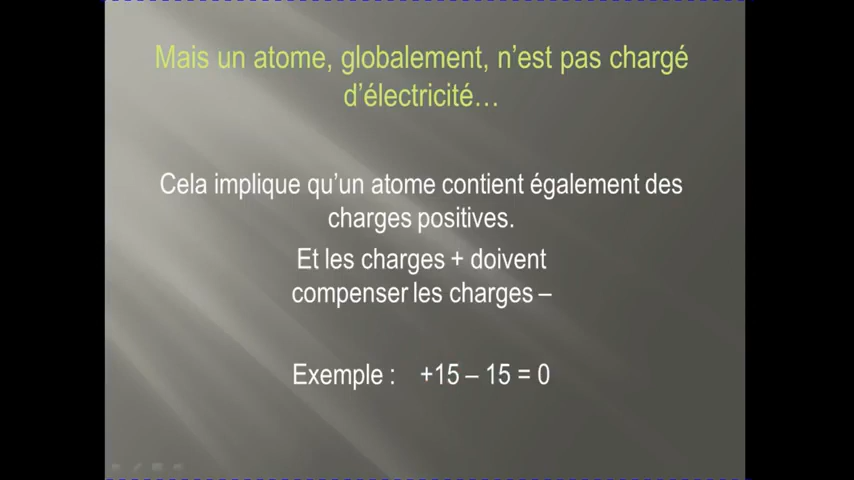 Mais un atome, globalement, n’est pas chargé
d’électricité…
Cela implique qu’un atome contient également des
charges positives.
Et les charges + doivent
compenser les charges –
Exemple : +15 – 15 = 0